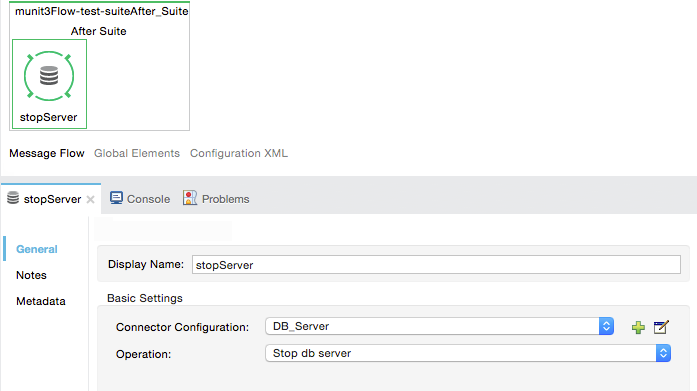 munit3Flow-test-suiteAfter_Suite
After Suite
stopServer
Message Flow Global Elements Configuration XML
stopServer Console Problems
General
Notes
Metadata
Display Name: stopServer
Basic Settings
Connector Configuration: DB_Server
Operation: Stop db server